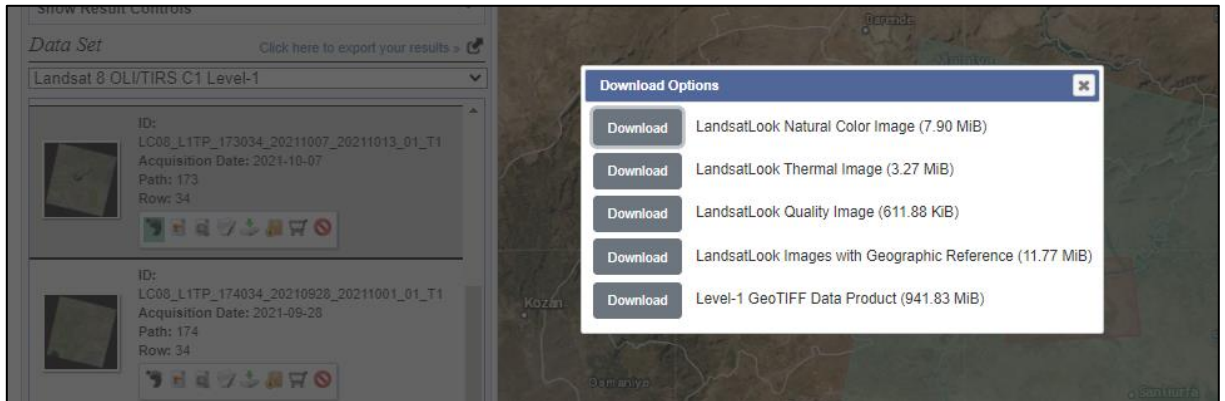 Show Result Controls
Data Set
Click here to export your results »
Landsat 8 OLI/TIRS C1 Level-1
ID:
LC08_L1TP_173034_20211007_20211013_01_T1
Acquisition Date: 2021-10-07
Path: 173
Row: 34
ID:
LC08_L1TP_174034_20210928_20211001_01_T1
Acquisition Date: 2021-09-28
Path: 174
Row: 34
Darende
Malatya
Download Options
Download LandsatLook Natural Color Image (7.90 MiB)
Download LandsatLook Thermal Image (3.27 MiB)
Download LandsatLook Quality Image (611.88 KiB)
Download LandsatLook Images with Geographic Reference (11.77 MiB)
Download Level-1 GeoTIFF Data Product (941.83 MiB)
Kozan
Osmaniye
Sanliurfa